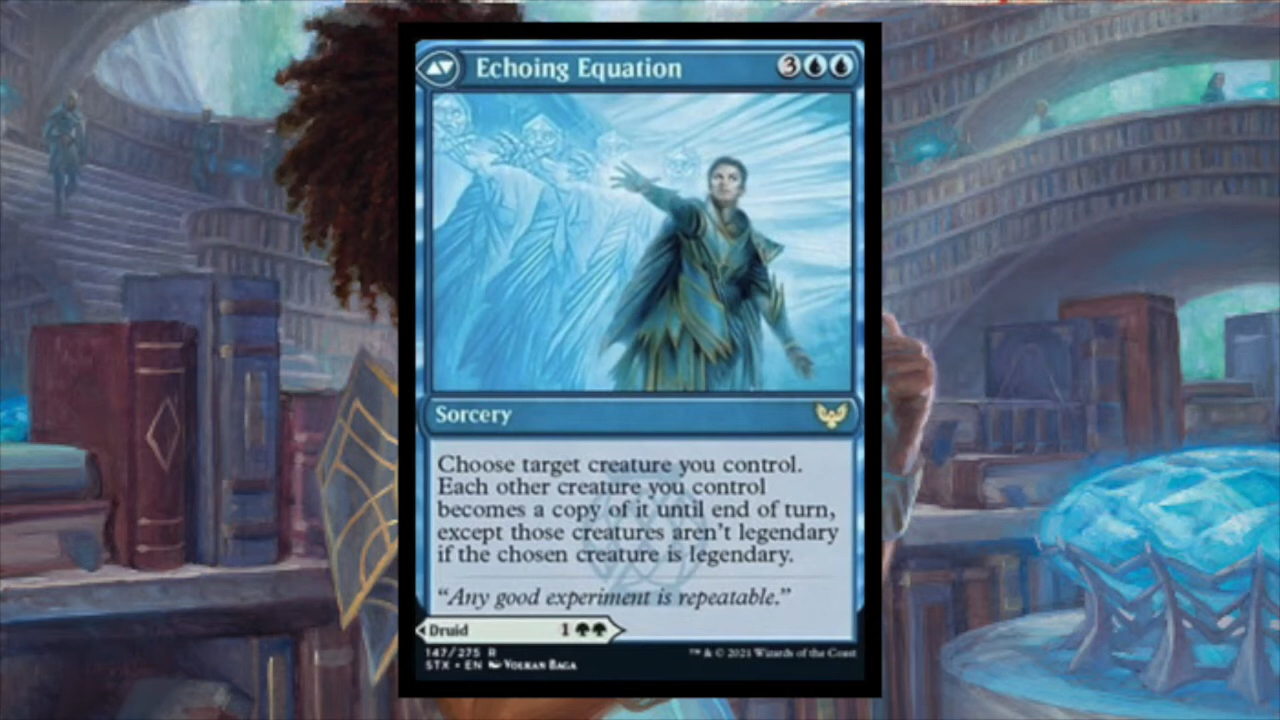 Echoing Equation 3
Sorcery
Choose target creature you control.
Each other creature you control
becomes a copy of it until end of turn,
except those creatures aren't legendary
if the chosen creature is legendary.
"Any good experiment is repeatable."
Druid 1
147/275 R
STX • EN Volkan Baga
™ & © 2021 Wizards of the Coast